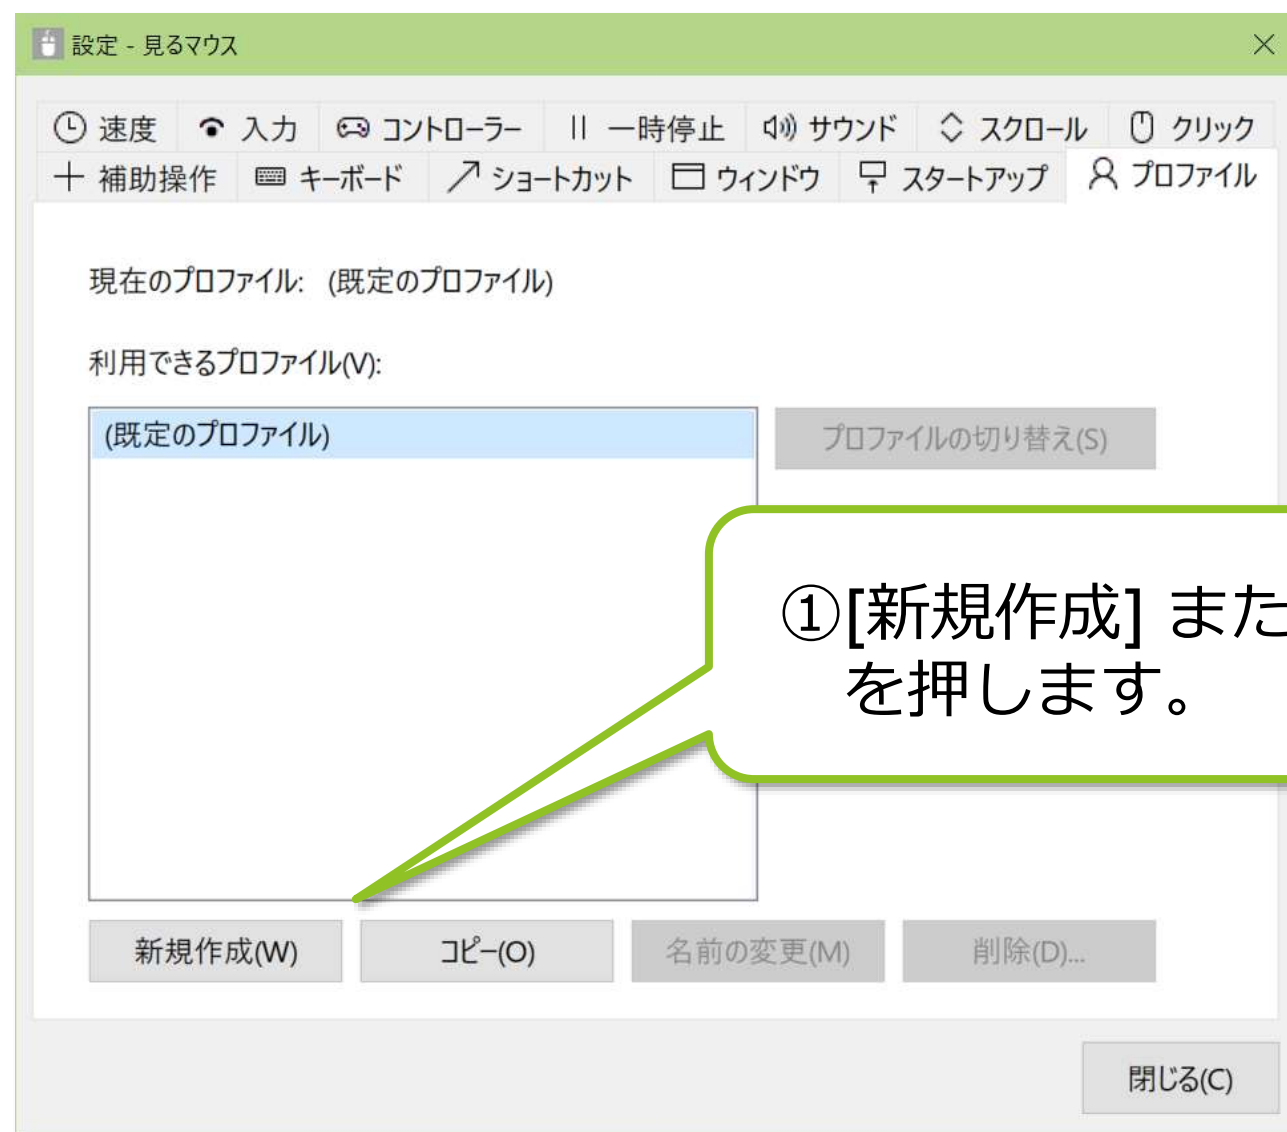 設定 - 見るマウス
速度 入力 コントローラー 一時停止 サウンド スクロール クリック
補助操作 キーボード ショートカット ウィンドウ スタートアップ プロファイル
現在のプロファイル: (既定のプロファイル)
利用できるプロファイル(V):
(既定のプロファイル)
プロファイルの切り替え(S)
①[新規作成] また
を押します。
新規作成(W) コピー(O) 名前の変更(M) 削除(D)...
閉じる(C)